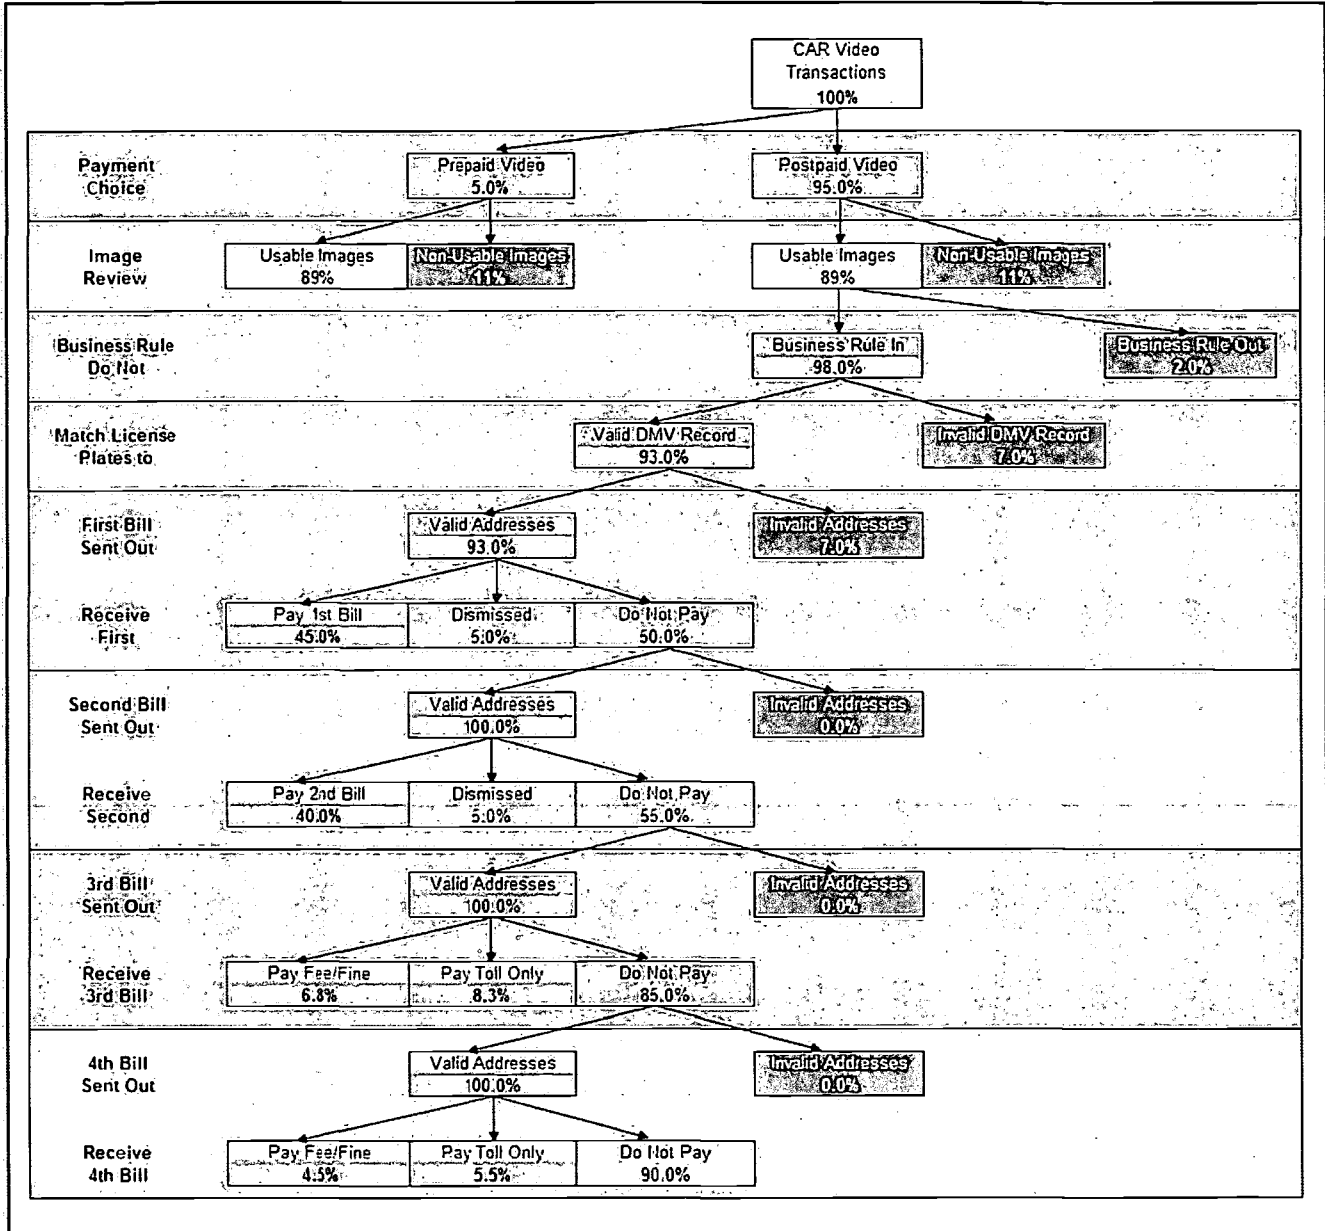 CAR Video
Transactions
100%
Payment
Choice
Prepaid Video
5.0%
Postpaid Video
95.0%
Image
Review
Usable Images
89%
Non-Usable Images
11%
Usable Images
89%
Non-Usable Images
11%
Business Rule
Do Not
Business Rule In
98.0%
Business Rule Out
2.0%
Match License
Plates to
Valid DMV Record
93.0%
Invalid DMV Record
7.0%
First Bill
Sent Out
Valid Addresses
93.0%
Invalid Addresses
7.0%
Receive
First
Pay 1st Bill
45.0%
Dismissed
5.0%
Do Not Pay
50.0%
Second Bill
Sent Out
Valid Addresses
100.0%
Invalid Addresses
0.0%
Receive
Second
Pay 2nd Bill
40.0%
Dismissed
5.0%
Do Not Pay
55.0%
3rd Bill
Sent Out
Valid Addresses
100.0%
Invalid Addresses
0.0%
Receive
3rd Bill
Pay Fee/Fine
6.8%
Pay Toll Only
8.3%
Do Not Pay
85.0%
4th Bill
Sent Out
Valid Addresses
100.0%
Invalid Addresses
0.0%
Receive
4th Bill
Pay Fee/Fine
4.5%
Pay Toll Only
5.5%
Do Not Pay
90.0%